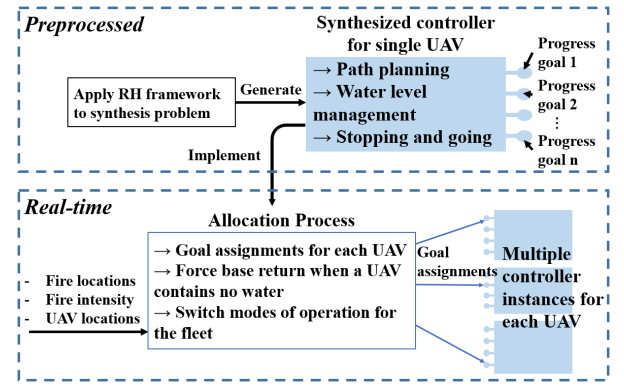 Preprocessed
Synthesized controller
for single UAV
Apply RH framework
to synthesis problem
Generate
→ Path planning
→ Water level
management
→ Stopping and going
Progress
goal 1
Progress
goal 2
⋮
Progress
goal n
Implement
Real-time
Allocation Process
- Fire locations
- Fire intensity
- UAV locations
→ Goal assignments for each UAV
→ Force base return when a UAV
contains no water
→ Switch modes of operation for
the fleet
Goal
assignments
Multiple
controller
instances for
each UAV